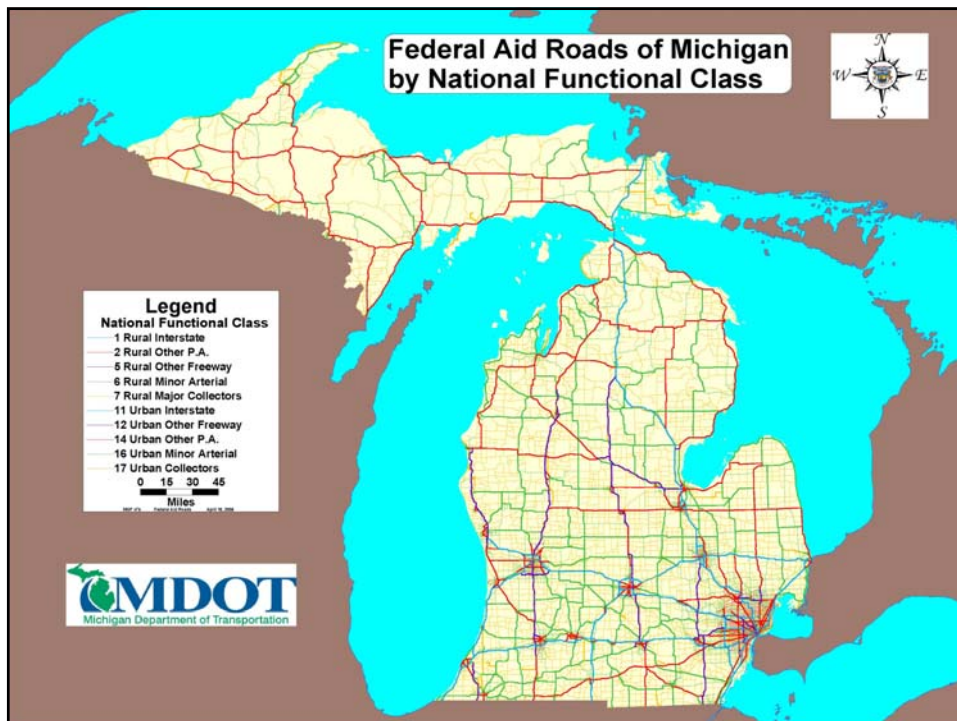 Federal Aid Roads of Michigan
by National Functional Class
N
W E
S
Legend
National Functional Class
1 Rural Interstate
2 Rural Other P.A.
5 Rural Other Freeway
6 Rural Minor Arterial
7 Rural Major Collectors
11 Urban Interstate
12 Urban Other Freeway
14 Urban Other P.A.
16 Urban Minor Arterial
17 Urban Collectors
0 15 30 45
Miles
Federal Aid Roads
MDOT
Michigan Department of Transportation